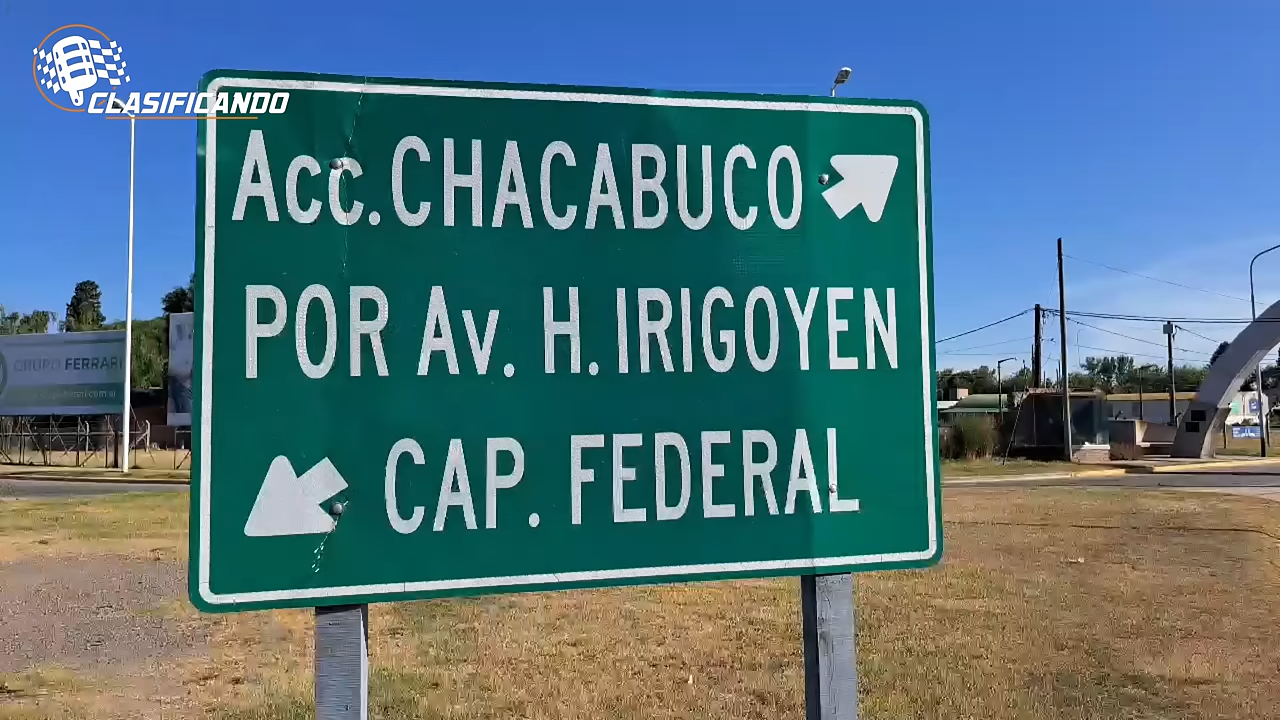 CLASIFICANDO
Acc. CHACABUCO
POR Av. H. IRIGOYEN
CAP. FEDERAL
GRUPO FERRARI